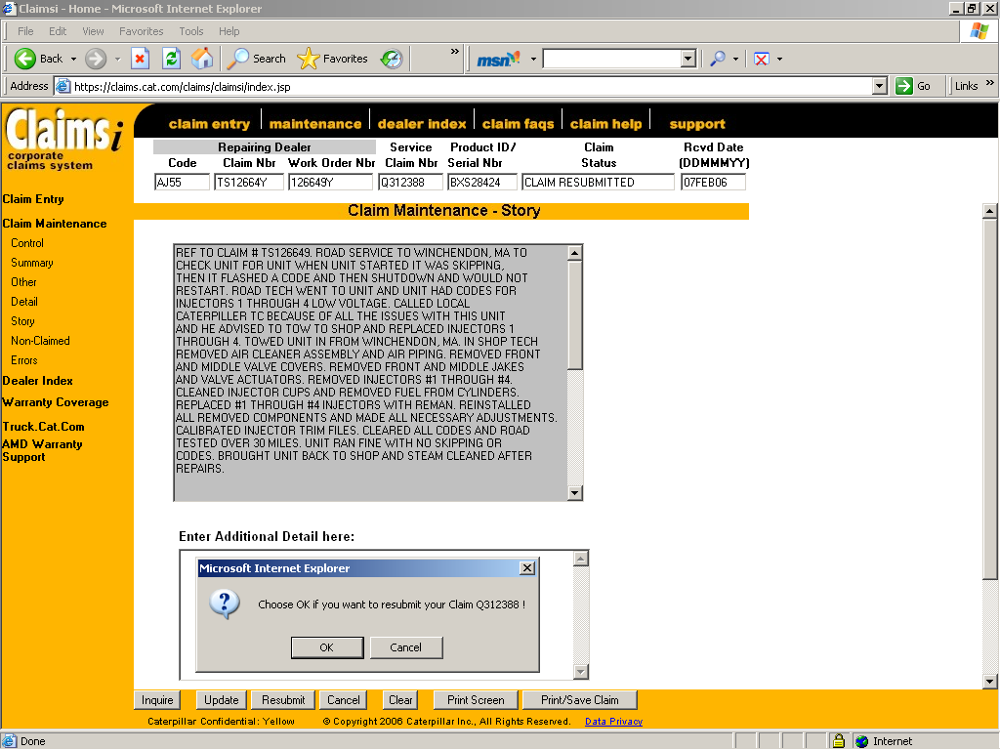 Claimsi - Home - Microsoft Internet Explorer
File Edit View Favorites Tools Help
Back Search Favorites » msn
Address https://claims.cat.com/claims/claimsi/index.jsp Go Links »
Claimsi
corporate
claims system
claim entry maintenance dealer index claim faqs claim help support
Repairing Dealer Service Product ID/ Claim Rcvd Date
Code Claim Nbr Work Order Nbr Claim Nbr Serial Nbr Status (DDMMMYY)
AJ55 TS12664Y 126649Y Q312388 BXS28424 CLAIM RESUBMITTED 07FEB06
Claim Maintenance - Story
Claim Entry
Claim Maintenance
Control
Summary
Other
Detail
Story
Non-Claimed
Errors
Dealer Index
Warranty Coverage
Truck.Cat.Com
AMD Warranty
Support
REF TO CLAIM # TS126649. ROAD SERVICE TO WINCHENDON, MA TO
CHECK UNIT FOR UNIT WHEN UNIT STARTED IT WAS SKIPPING,
THEN IT FLASHED A CODE AND THEN SHUTDOWN AND WOULD NOT
RESTART. ROAD TECH WENT TO UNIT AND UNIT HAD CODES FOR
INJECTORS 1 THROUGH 4 LOW VOLTAGE. CALLED LOCAL
CATERPILLER TC BECAUSE OF ALL THE ISSUES WITH THIS UNIT
AND HE ADVISED TO TOW TO SHOP AND REPLACED INJECTORS 1
THROUGH 4. TOWED UNIT IN FROM WINCHENDON, MA. IN SHOP TECH
REMOVED AIR CLEANER ASSEMBLY AND AIR PIPING. REMOVED FRONT
AND MIDDLE VALVE COVERS. REMOVED FRONT AND MIDDLE JAKES
AND VALVE ACTUATORS. REMOVED INJECTORS #1 THROUGH #4.
CLEANED INJECTOR CUPS AND REMOVED FUEL FROM CYLINDERS.
REPLACED #1 THROUGH #4 INJECTORS WITH REMAN. REINSTALLED
ALL REMOVED COMPONENTS AND MADE ALL NECESSARY ADJUSTMENTS.
CALIBRATED INJECTOR TRIM FILES. CLEARED ALL CODES AND ROAD
TESTED OVER 30 MILES. UNIT RAN FINE WITH NO SKIPPING OR
CODES. BROUGHT UNIT BACK TO SHOP AND STEAM CLEANED AFTER
REPAIRS.
Enter Additional Detail here:
Microsoft Internet Explorer
Choose OK if you want to resubmit your Claim Q312388 !
OK Cancel
Inquire Update Resubmit Cancel Clear Print Screen Print/Save Claim
Caterpillar Confidential: Yellow © Copyright 2006 Caterpillar Inc., All Rights Reserved. Data Privacy
Done Internet